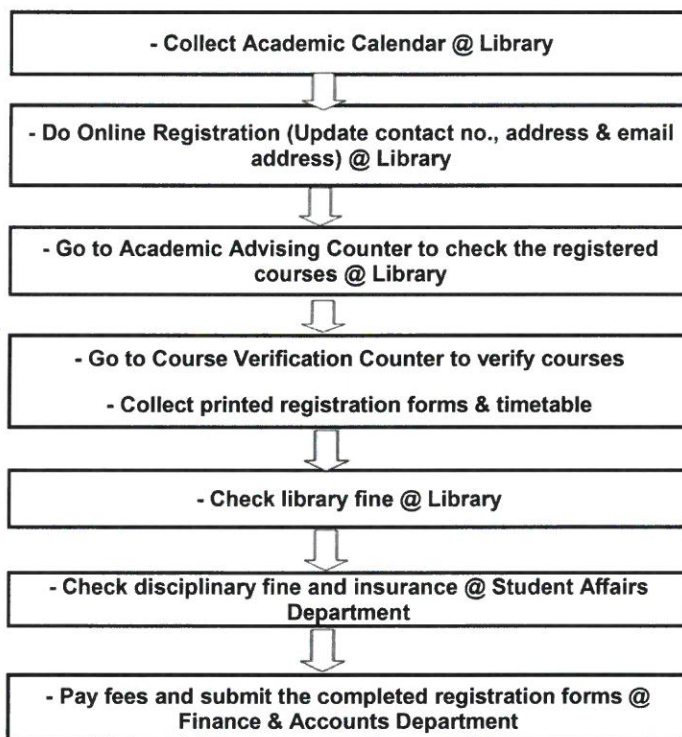 - Collect Academic Calendar @ Library
- Do Online Registration (Update contact no., address & email
address) @ Library
- Go to Academic Advising Counter to check the registered
courses @ Library
- Go to Course Verification Counter to verify courses
- Collect printed registration forms & timetable
- Check library fine @ Library
- Check disciplinary fine and insurance @ Student Affairs
Department
- Pay fees and submit the completed registration forms @
Finance & Accounts Department